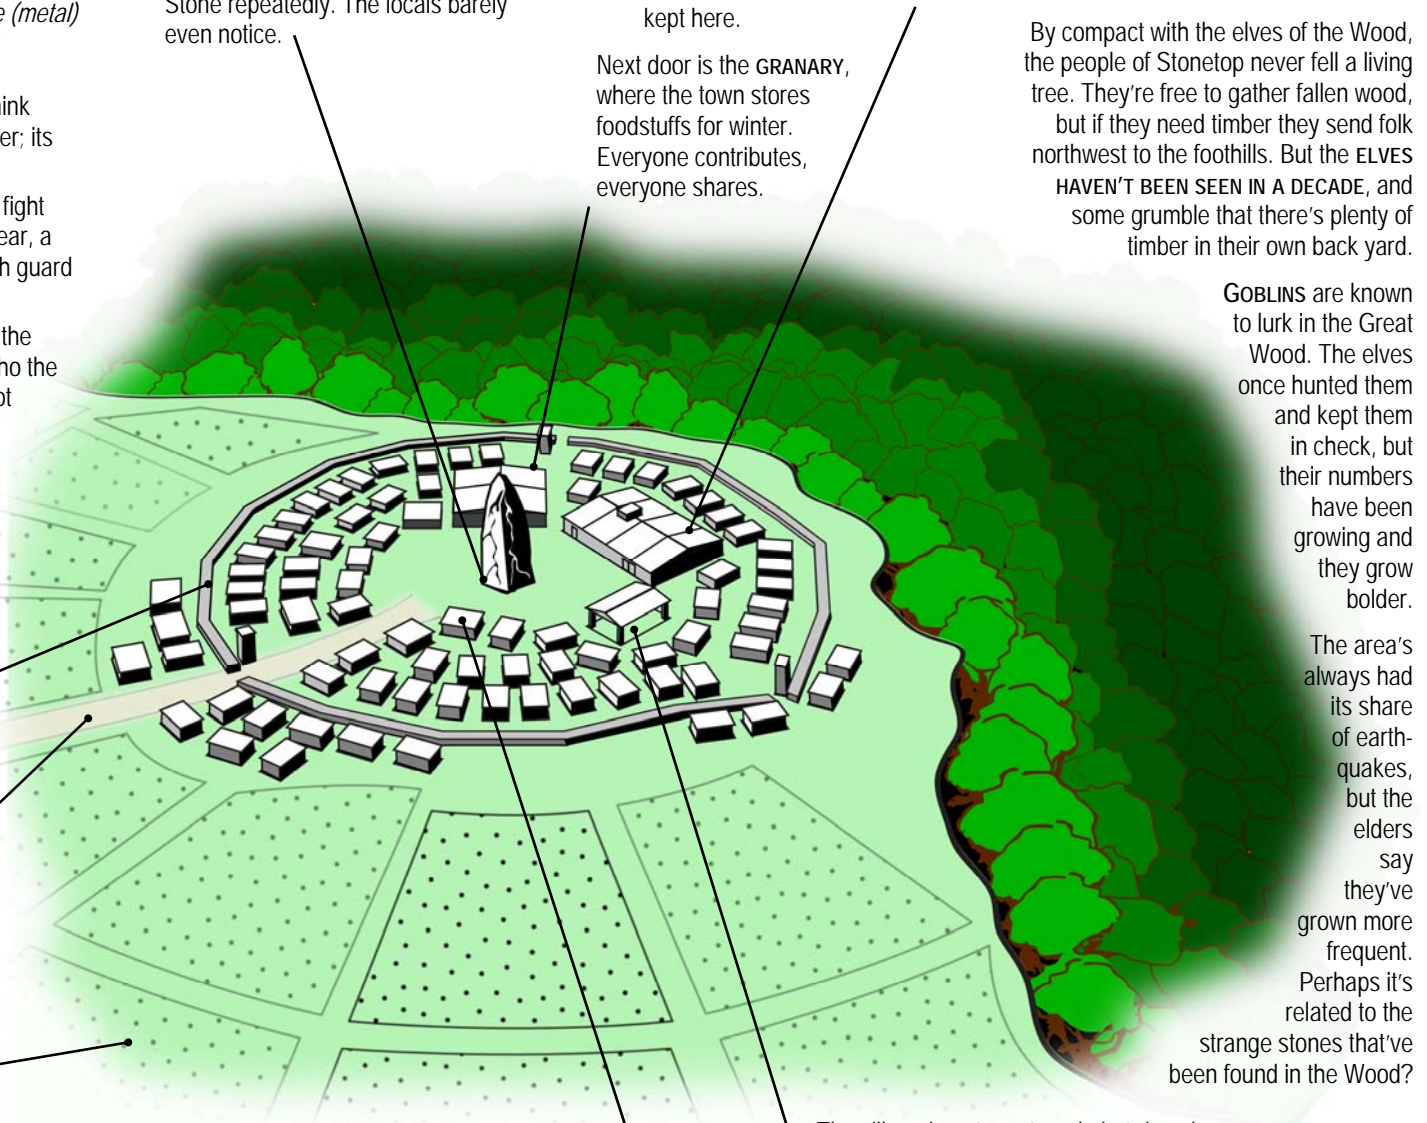 e (metal)
ink
er; its
fight
ear, a
h guard
the
ho the
ot
Stone repeatedly. The locals barely
even notice.
kept here.
Next door is the GRANARY,
where the town stores
foodstuffs for winter.
Everyone contributes,
everyone shares.
By compact with the elves of the Wood,
the people of Stonetop never fell a living
tree. They're free to gather fallen wood,
but if they need timber they send folk
northwest to the foothills. But the ELVES
HAVEN'T BEEN SEEN IN A DECADE, and
some grumble that there's plenty of
timber in their own back yard.
GOBLINS are known
to lurk in the Great
Wood. The elves
once hunted them
and kept them
in check, but
their numbers
have been
growing and
they grow
bolder.
The area's
always had
its share
of earth-
quakes,
but the
elders
say
they've
grown more
frequent.
Perhaps it's
related to the
strange stones that've
been found in the Wood?